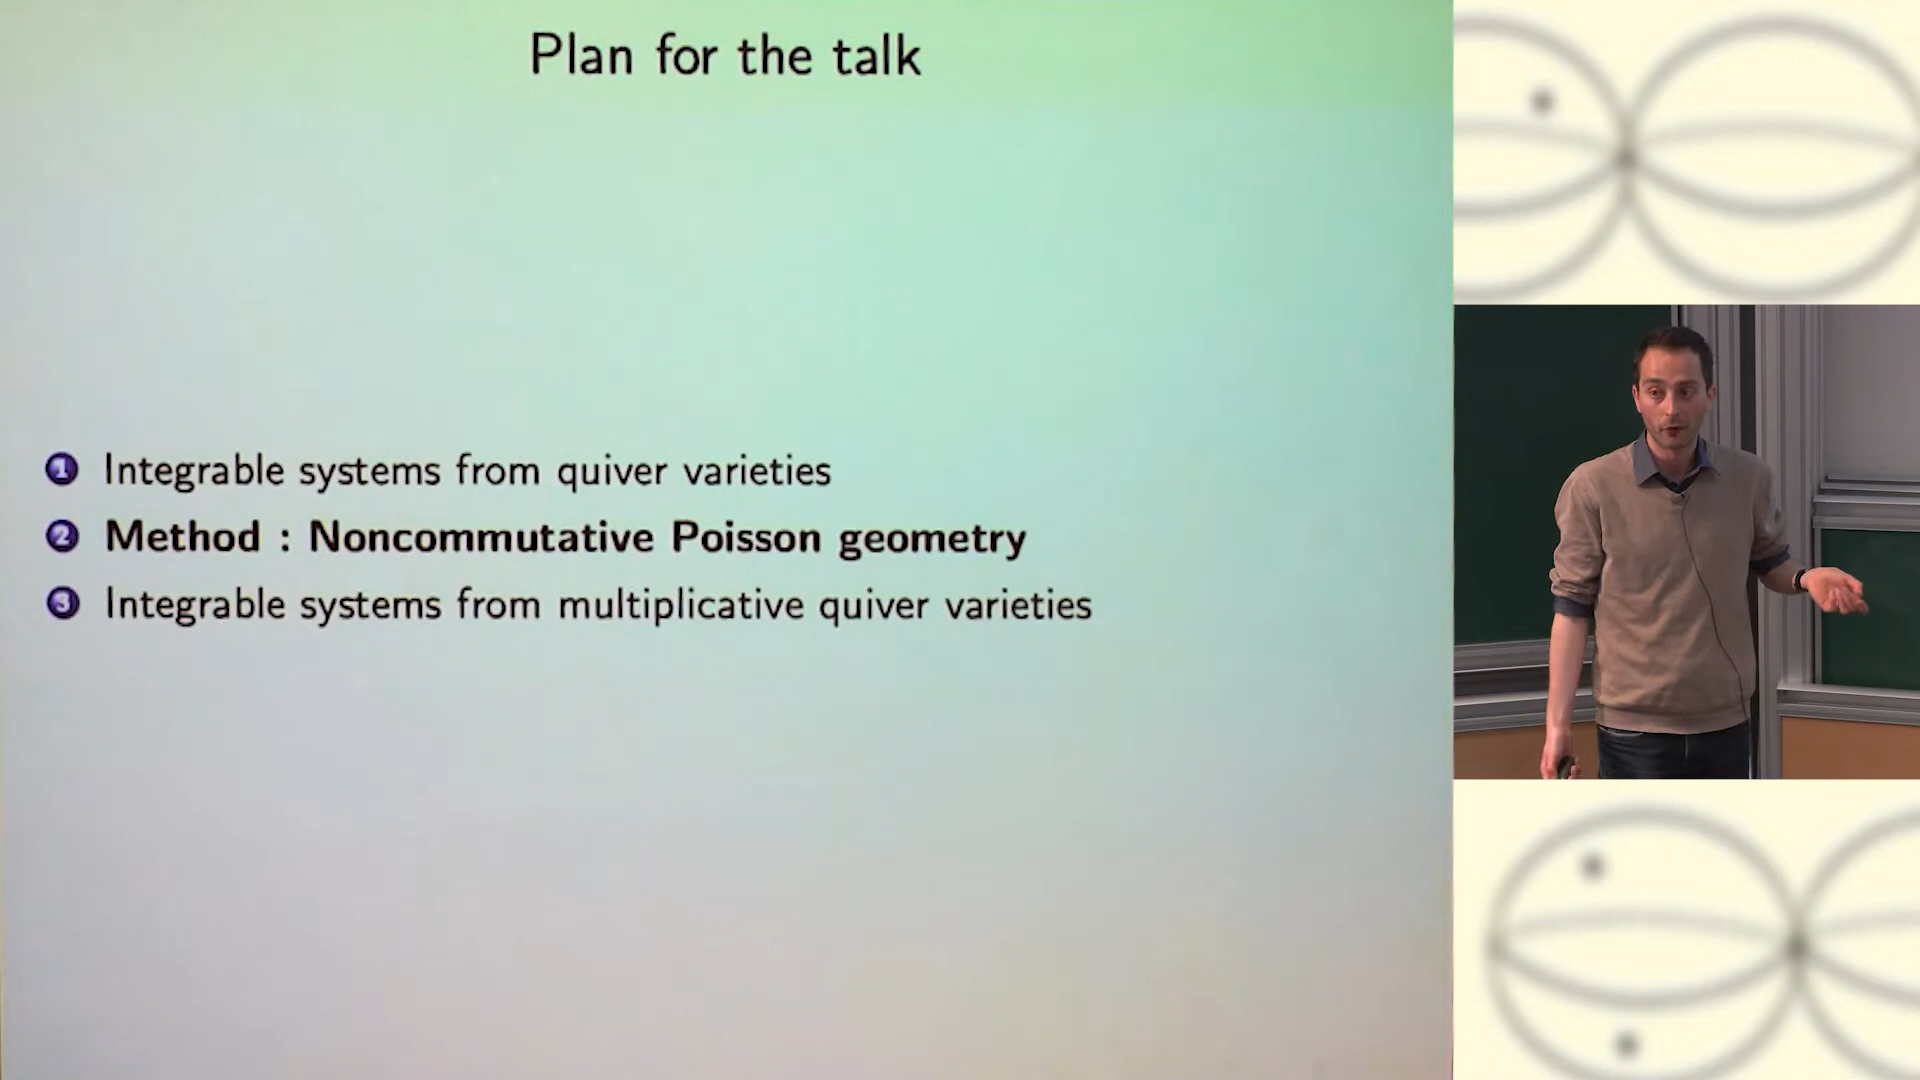 Plan for the talk
1 Integrable systems from quiver varieties
2 Method : Noncommutative Poisson geometry
3 Integrable systems from multiplicative quiver varieties